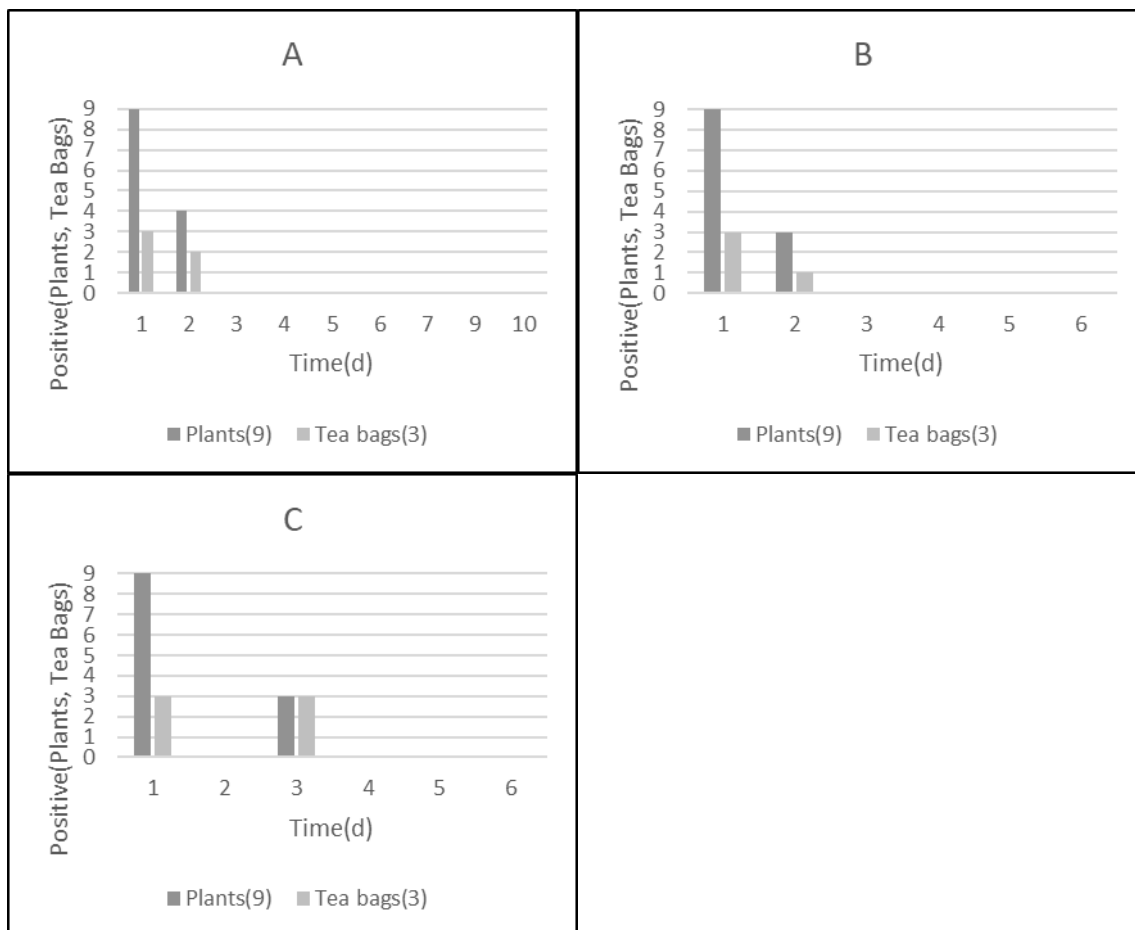 A
Positive(Plants, Tea Bags)
9
8
7
6
5
4
3
2
1
0
1 2 3 4 5 6 7 9 10
Time(d)
Plants(9) Tea bags(3)
B
Positive(Plants, Tea Bags)
9
8
7
6
5
4
3
2
1
0
1 2 3 4 5 6
Time(d)
Plants(9) Tea bags(3)
C
Positive(Plants, Tea Bags)
9
8
7
6
5
4
3
2
1
0
1 2 3 4 5 6
Time(d)
Plants(9) Tea bags(3)